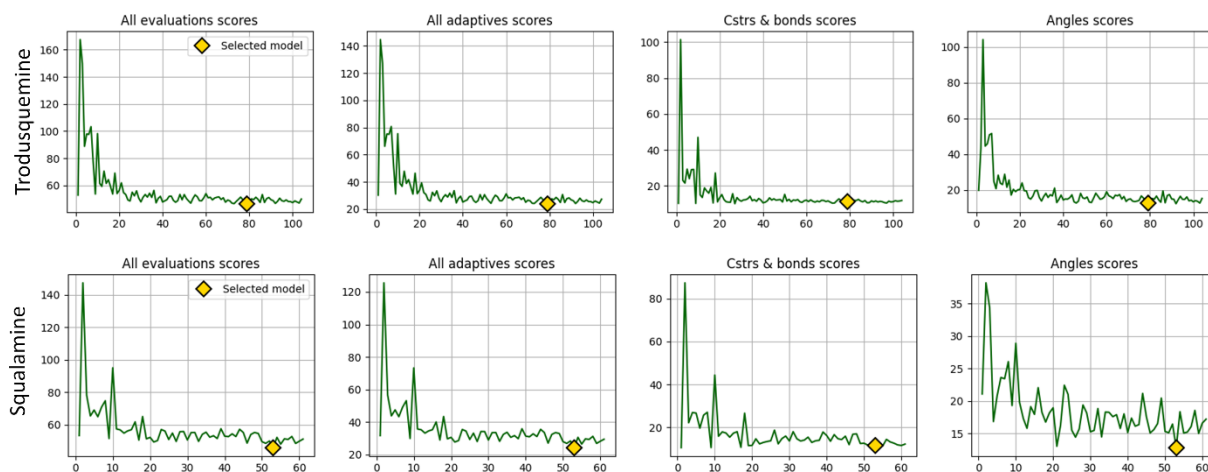 Trodusquemine
All evaluations scores
Selected model
160
140
120
100
80
60
0 20 40 60 80 100
All adaptives scores
140
120
100
80
60
40
20
0 20 40 60 80 100
Cstrs & bonds scores
100
80
60
40
20
0 20 40 60 80 100
Angles scores
100
80
60
40
20
0 20 40 60 80 100
Squalamine
All evaluations scores
Selected model
140
120
100
80
60
0 10 20 30 40 50 60
All adaptives scores
120
100
80
60
40
20
0 10 20 30 40 50 60
Cstrs & bonds scores
80
60
40
20
0 10 20 30 40 50 60
Angles scores
35
30
25
20
15
0 10 20 30 40 50 60